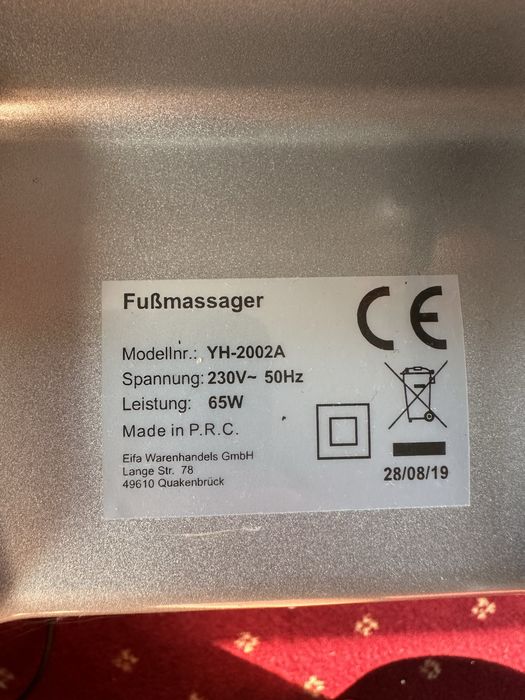 Fußmassager
CE
Modellnr.: YH-2002A
Spannung: 230V~ 50Hz
Leistung: 65W
Made in P.R.C.
Eifa Warenhandels GmbH
Lange Str. 78
49610 Quakenbrück
28/08/19